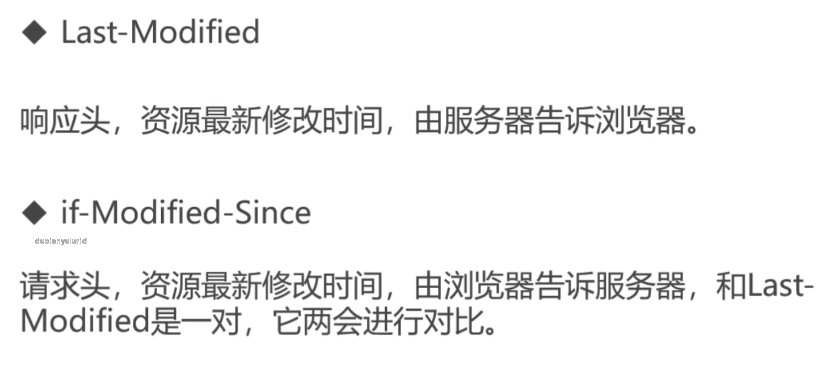 ◆ Last-Modified
响应头，资源最新修改时间，由服务器告诉浏览器。
◆ if-Modified-Since
请求头，资源最新修改时间，由浏览器告诉服务器，和Last-
Modified是一对，它两会进行对比。